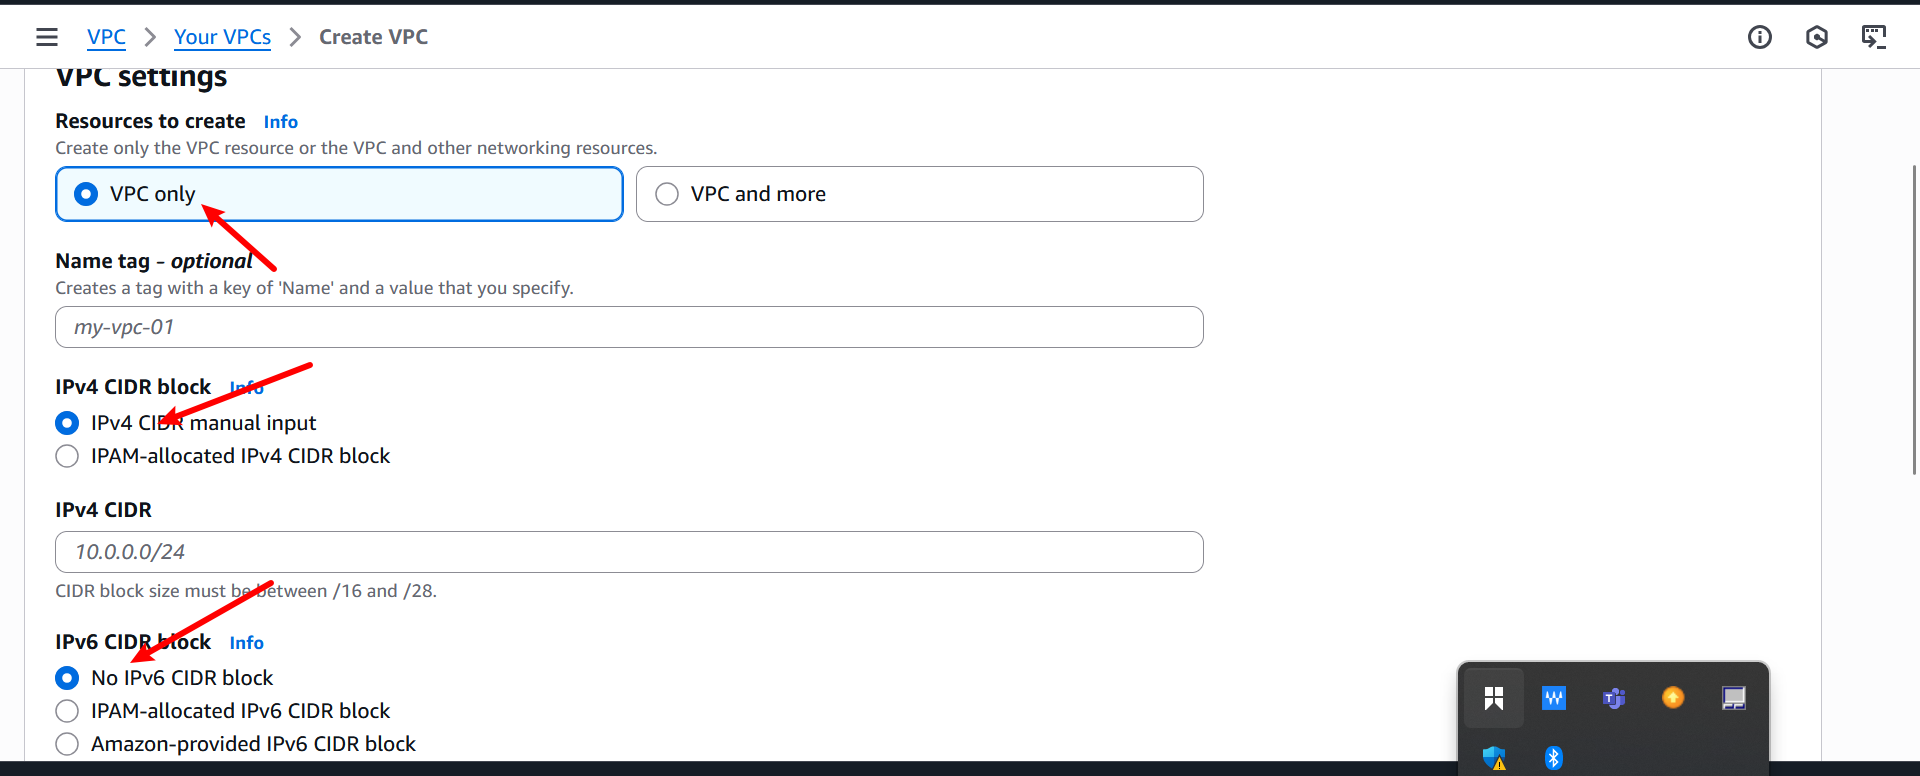 VPC > Your VPCs > Create VPC
VPC settings
Resources to create Info
Create only the VPC resource or the VPC and other networking resources.
VPC only
VPC and more
Name tag - optional
Creates a tag with a key of 'Name' and a value that you specify.
my-vpc-01
IPv4 CIDR block Info
IPv4 CIDR manual input
IPAM-allocated IPv4 CIDR block
IPv4 CIDR
10.0.0.0/24
CIDR block size must be between /16 and /28.
IPv6 CIDR block Info
No IPv6 CIDR block
IPAM-allocated IPv6 CIDR block
Amazon-provided IPv6 CIDR block